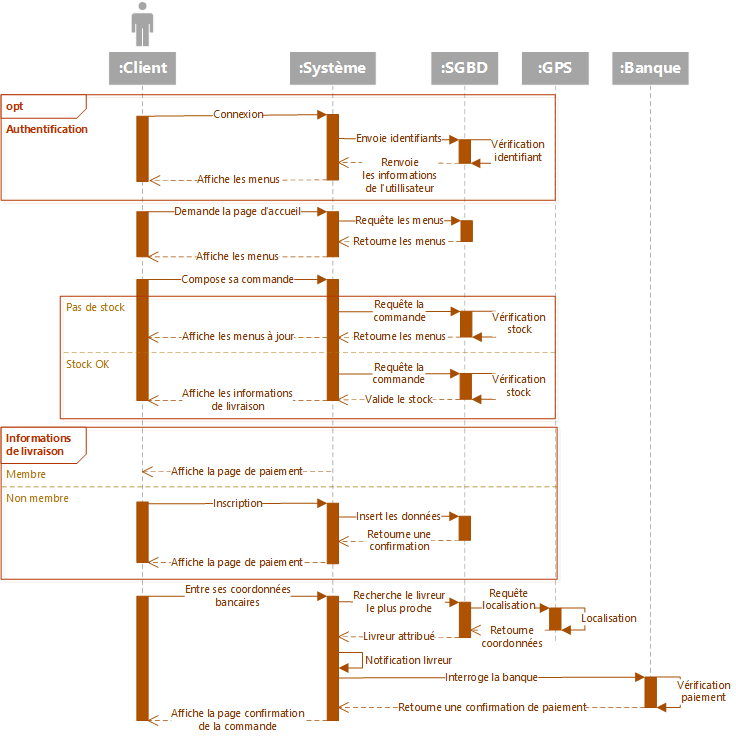 :Client
:Système
:SGBD
:GPS
:Banque
opt
Authentification
Connexion
Envoie identifiants
Vérification
identifiant
Renvoie
les informations
de l'utilitseur
Affiche les menus
Demande la page d'accueil
Requête les menus
Retourne les menus
Affiche les menus
Compose sa commande
Pas de stock
Requête la
commande
Vérification
stock
Affiche les menus à jour
Retourne les menus
Stock OK
Requête la
commande
Vérification
stock
Affiche les informations
de livraison
Valide le stock
Informations
de livraison
Membre
Affiche la page de paiement
Non membre
Inscription
Insert les données
Retourne une
confirmation
Affiche la page de paiement
Entre ses coordonnées
bancaires
Recherche le livreur
le plus proche
Requête
localisation
Localisation
Retourne
coordonnées
Livreur attribué
Notification livreur
Interroge la banque
Vérification
paiement
Retourne une confirmation de paiement
Affiche la page confirmation
de la commande